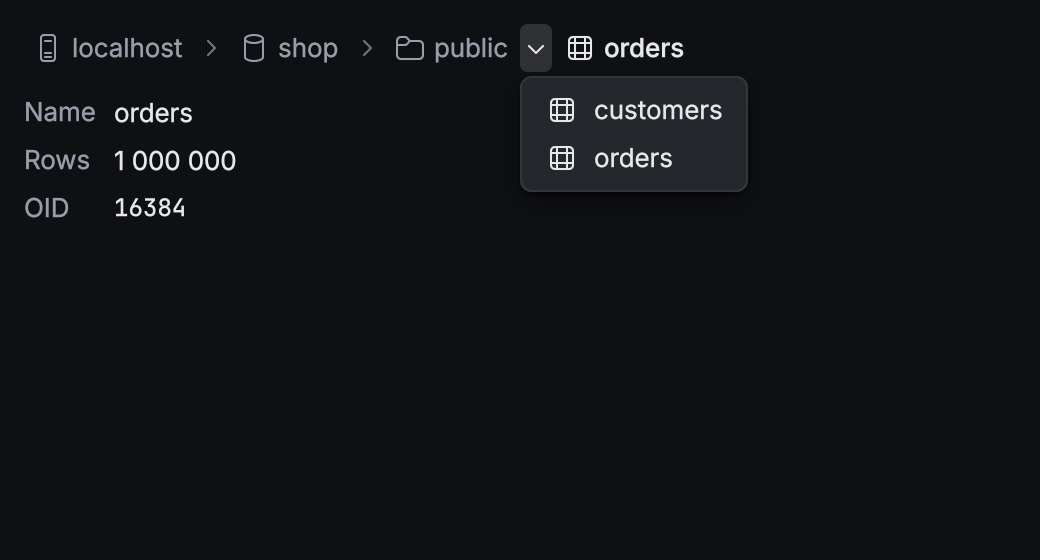 localhost shop public orders
customers
orders
Name orders
Rows 1 000 000
OID 16384